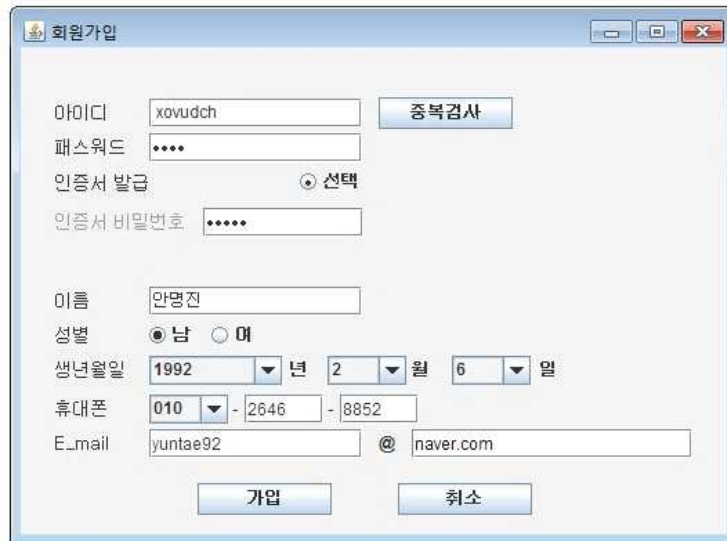 회원가입
아이디 xovudch 중복검사
패스워드 ••••
인증서 발급 선택
인증서 비밀번호 •••••
이름 안명진
성별 남 여
생년월일 1992 년 2 월 6 일
휴대폰 010 - 2646 - 8852
E_mail yuntae92 @ naver.com
가입 취소